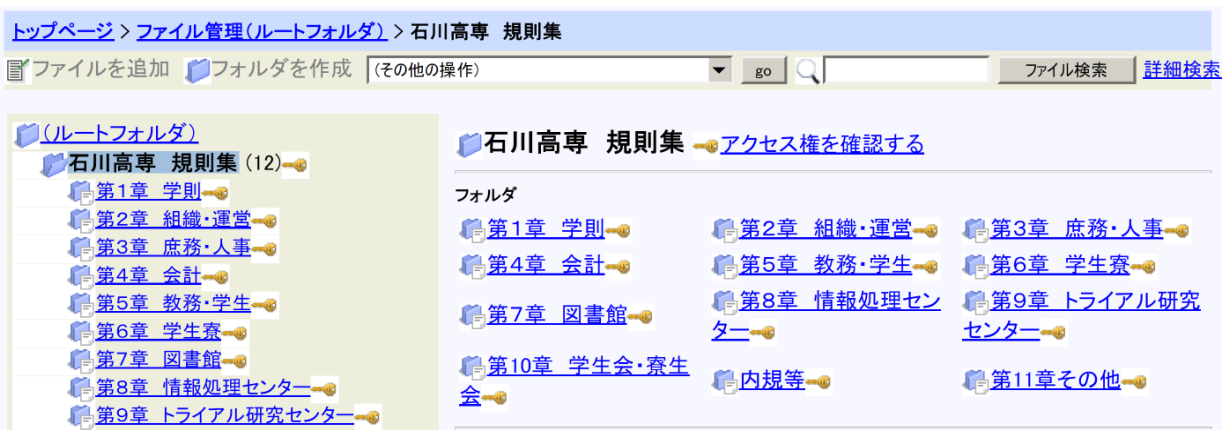 トップページ > ファイル管理(ルートフォルダ) > 石川高専 規則集
ファイルを追加 フォルダを作成 (その他の操作) go ファイル検索 詳細検索
(ルートフォルダ)
石川高専 規則集 (12)
第1章 学則
第2章 組織・運営
第3章 庶務・人事
第4章 会計
第5章 教務・学生
第6章 学生寮
第7章 図書館
第8章 情報処理センター
第9章 トライアル研究センター
石川高専 規則集 アクセス権を確認する
フォルダ
第1章 学則 第2章 組織・運営 第3章 庶務・人事
第4章 会計 第5章 教務・学生 第6章 学生寮
第7章 図書館
第8章 情報処理セン
ター
第9章 トライアル研究
センター
第10章 学生会・寮生
会
内規等
第11章その他